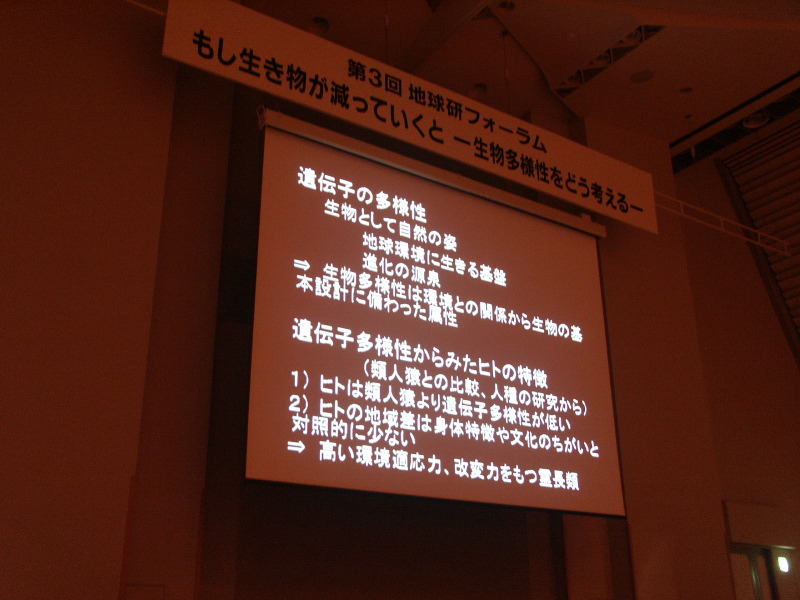 第3回 地球研フォーラム
もし生き物が減っていくと ー生物多様性をどう考えるー
遺伝子の多様性
生物として自然の姿
地球環境に生きる基盤
進化の源泉
⇒ 生物多様性は環境との関係から生物の基
本設計に備わった属性
遺伝子多様性からみたヒトの特徴
(類人猿との比較、人種の研究から)
1) ヒトは類人猿より遺伝子多様性が低い
2) ヒトの地域差は身体特徴や文化のちがいと
対照的に少ない
⇒ 高い環境適応力、改変力をもつ霊長類